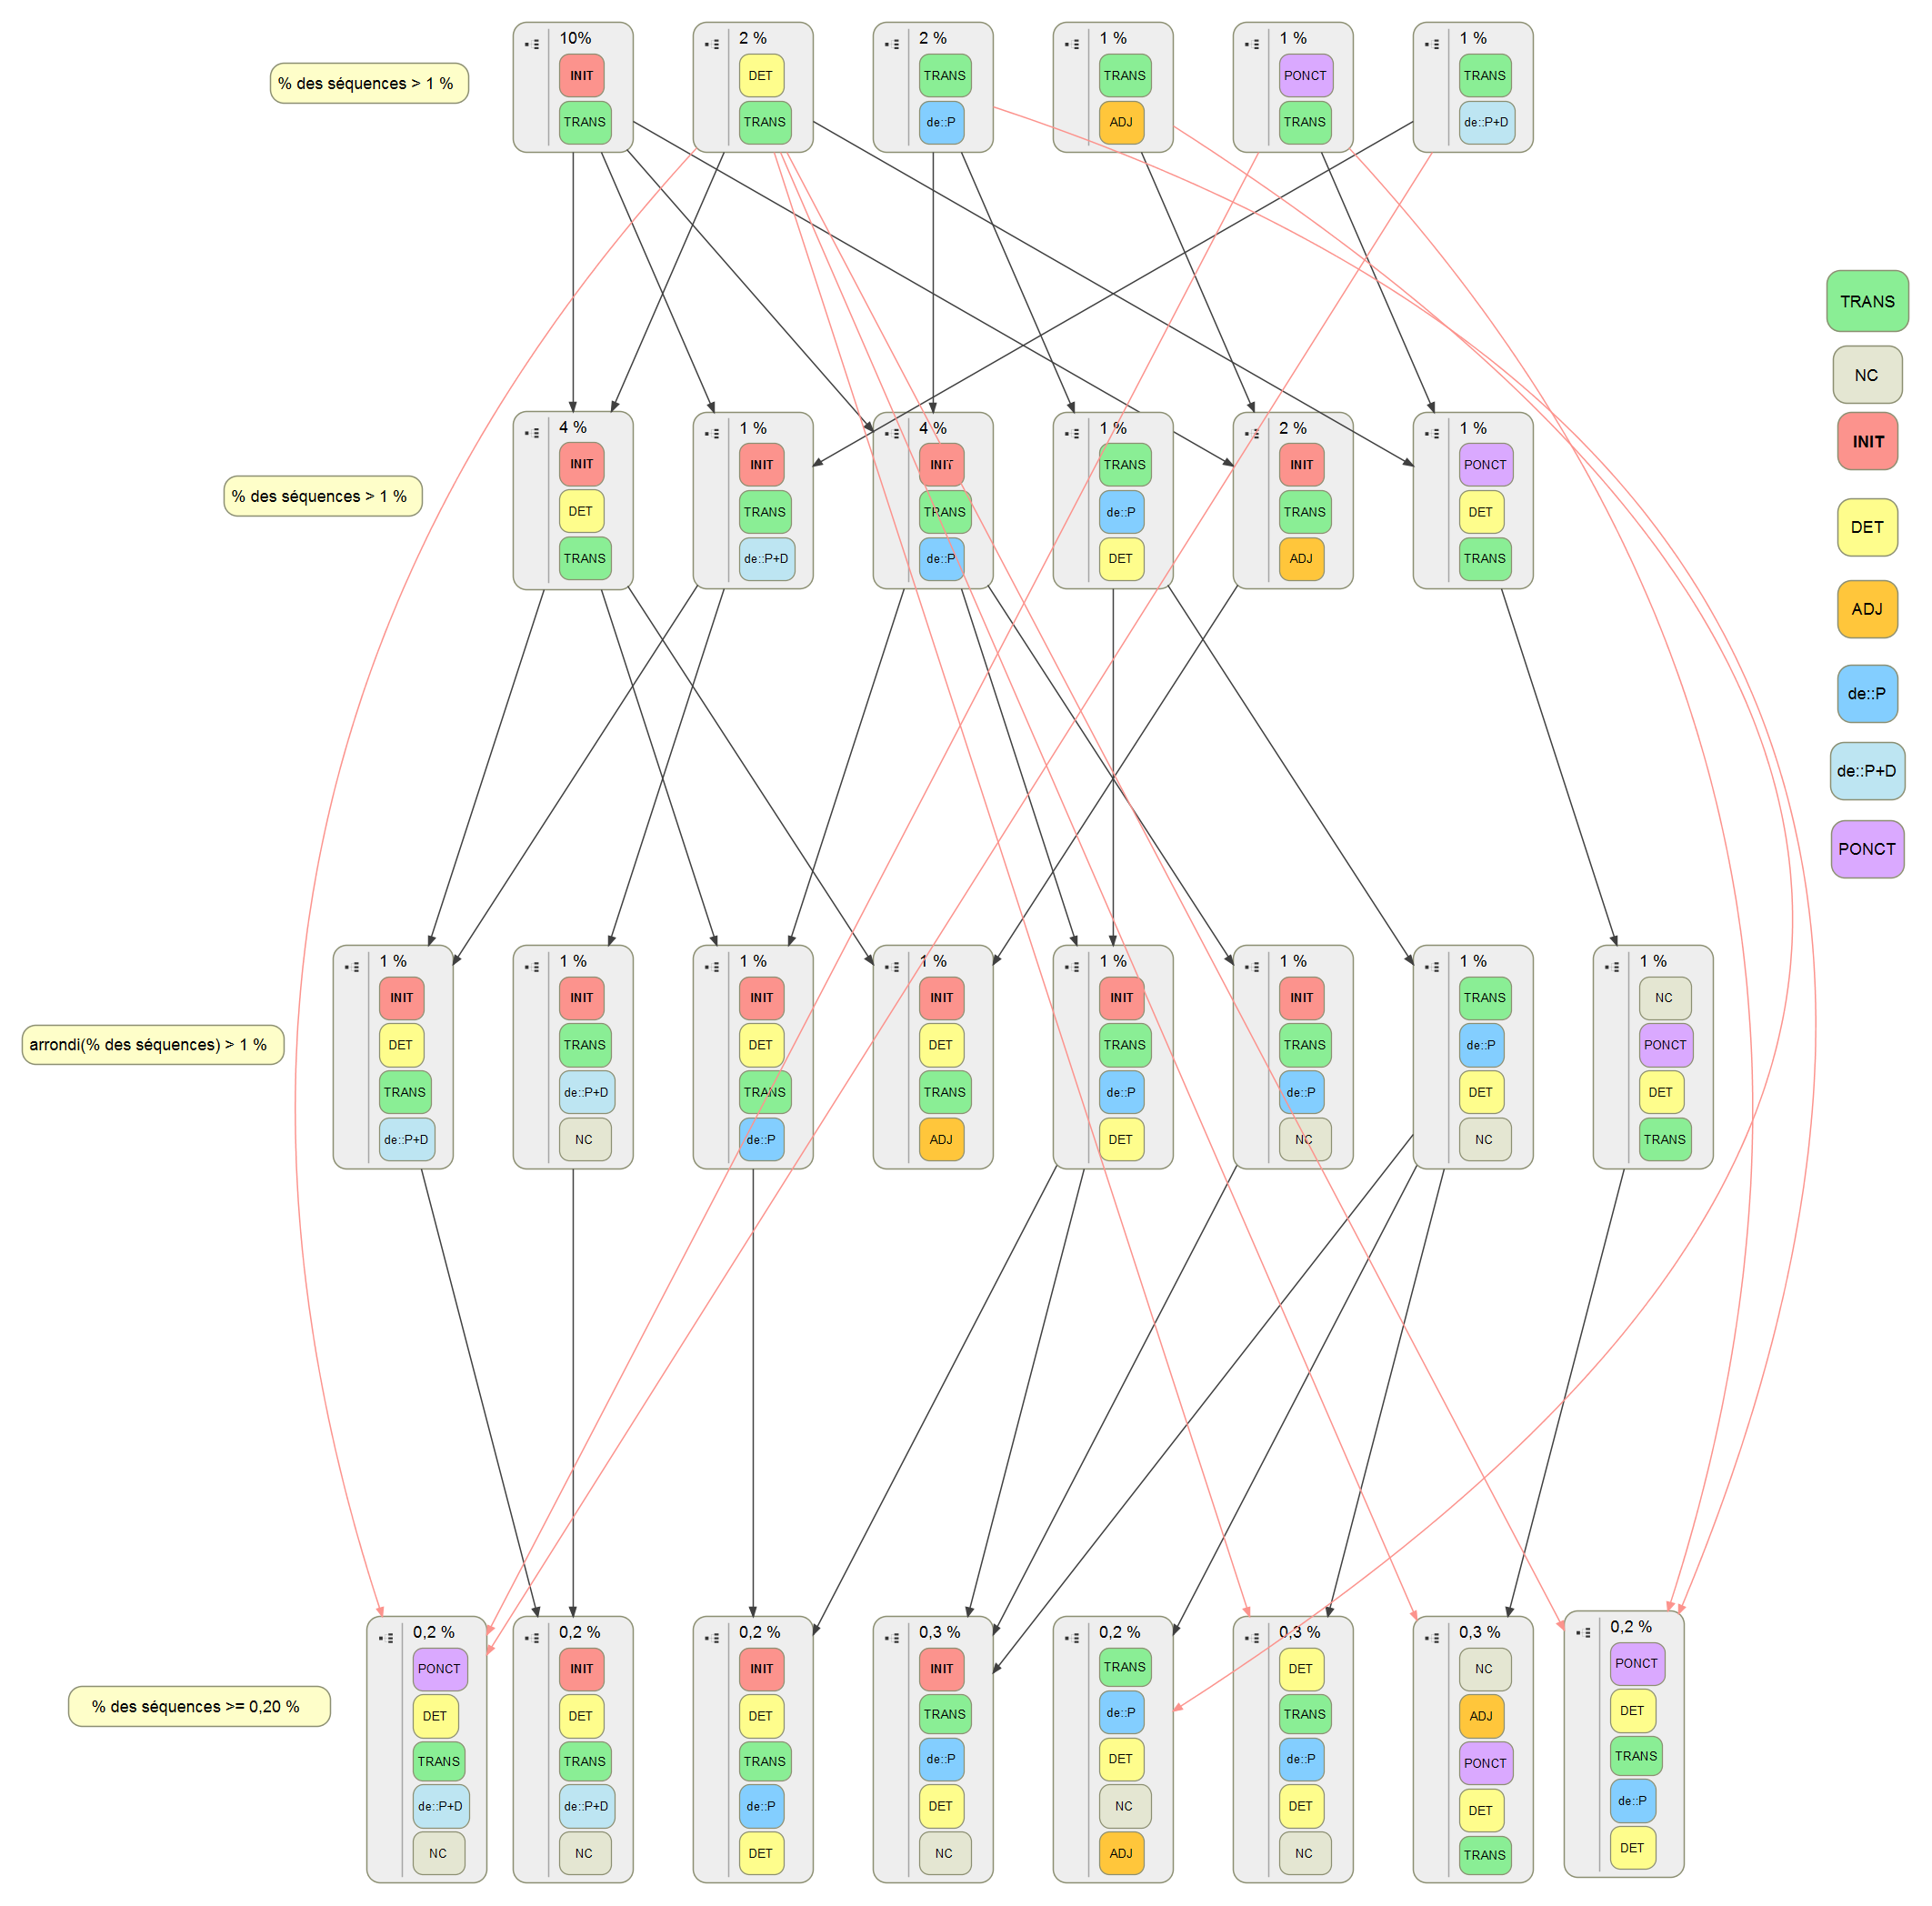 % des séquences > 1 %
10%
INIT
TRANS
2 %
DET
TRANS
2 %
TRANS
de::P
1 %
TRANS
ADJ
1 %
PONCT
TRANS
1 %
TRANS
de::P+D
% des séquences > 1 %
4 %
INIT
DET
TRANS
1 %
INIT
TRANS
de::P+D
4 %
INIT
TRANS
de::P
1 %
TRANS
de::P
DET
2 %
INIT
TRANS
ADJ
1 %
PONCT
DET
TRANS
arrondi(% des séquences) > 1 %
1 %
INIT
DET
TRANS
de::P+D
1 %
INIT
TRANS
de::P+D
NC
1 %
INIT
DET
TRANS
de::P
1 %
INIT
DET
TRANS
ADJ
1 %
INIT
TRANS
de::P
DET
1 %
INIT
TRANS
de::P
NC
1 %
TRANS
de::P
DET
NC
1 %
NC
PONCT
DET
TRANS
% des séquences >= 0,20 %
0,2 %
PONCT
DET
TRANS
de::P+D
NC
0,2 %
INIT
DET
TRANS
de::P+D
NC
0,2 %
INIT
DET
TRANS
de::P
DET
0,3 %
INIT
TRANS
de::P
DET
NC
0,2 %
TRANS
de::P
DET
NC
ADJ
0,3 %
DET
TRANS
de::P
DET
NC
0,3 %
NC
ADJ
PONCT
DET
TRANS
0,2 %
PONCT
DET
TRANS
de::P
DET
TRANS
NC
INIT
DET
ADJ
de::P
de::P+D
PONCT